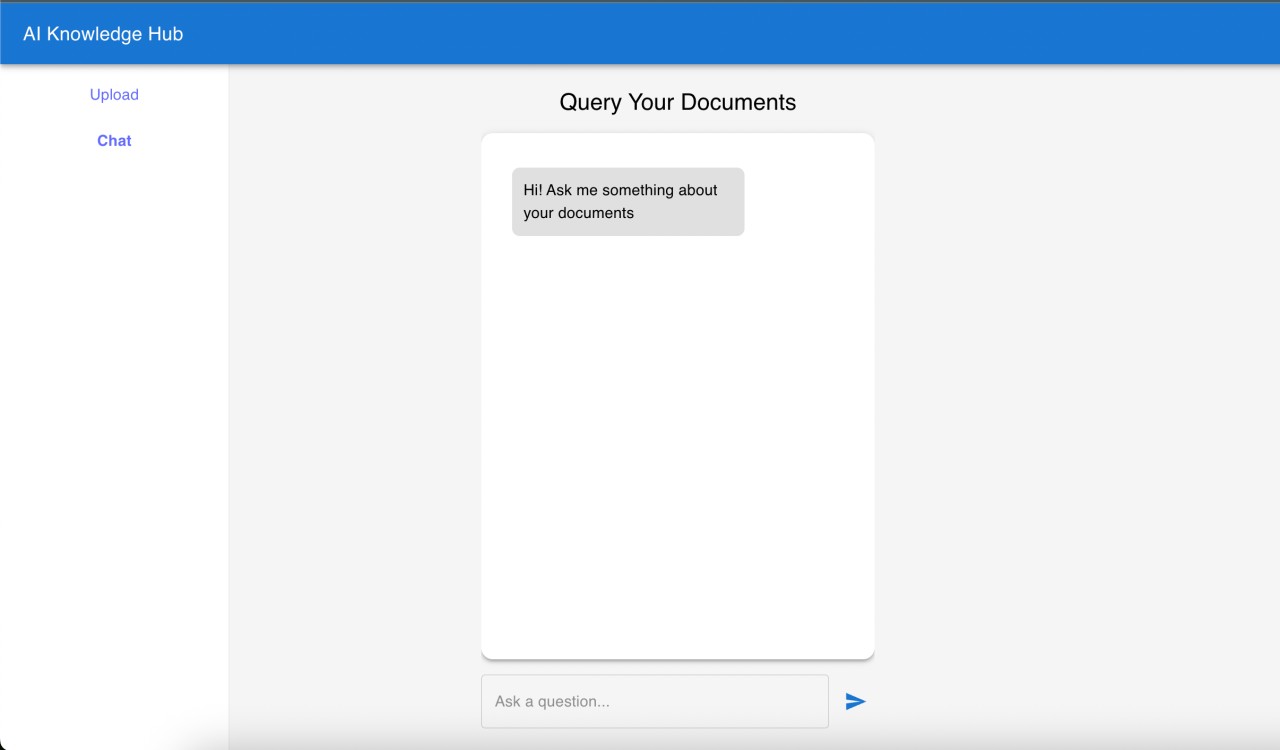 AI Knowledge Hub
Upload
Chat
Query Your Documents
Hi! Ask me something about
your documents
Ask a question...